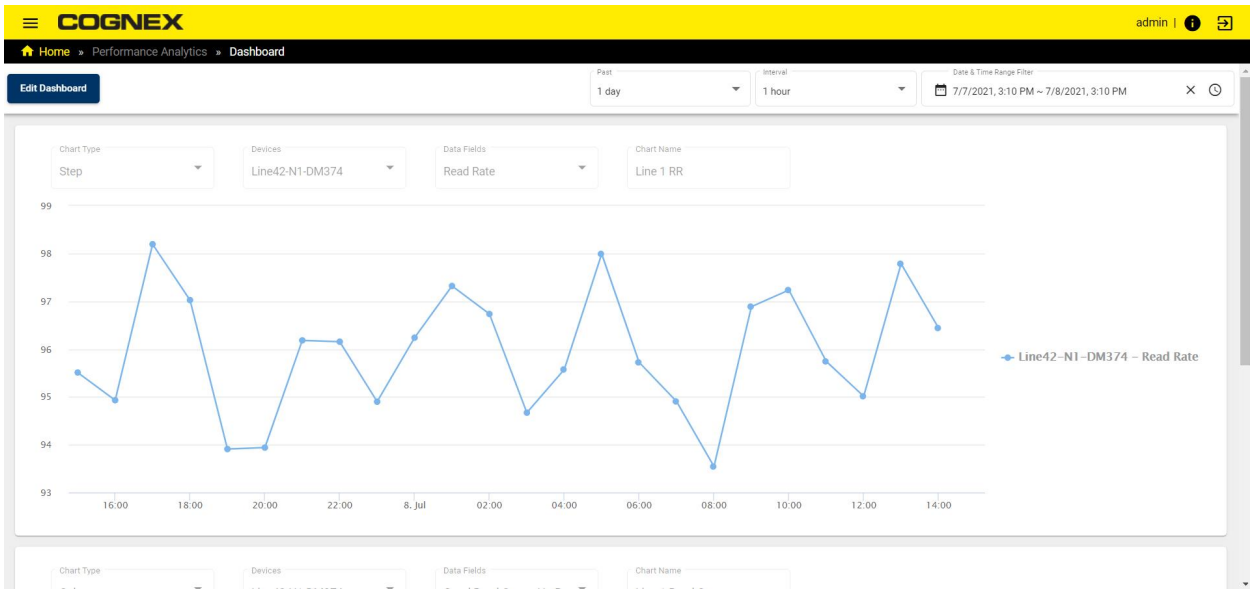 COGNEX
admin |
Home » Performance Analytics » Dashboard
Edit Dashboard
Past
1 day
Interval
1 hour
Date & Time Range Filter
7/7/2021, 3:10 PM ~ 7/8/2021, 3:10 PM
Chart Type
Step
Devices
Line42-N1-DM374
Data Fields
Read Rate
Chart Name
Line 1 RR
99
98
97
96
95
94
93
16:00 18:00 20:00 22:00 8. Jul 02:00 04:00 06:00 08:00 10:00 12:00 14:00
Line42-N1-DM374 - Read Rate
Chart Type
Devices
Data Fields
Chart Name